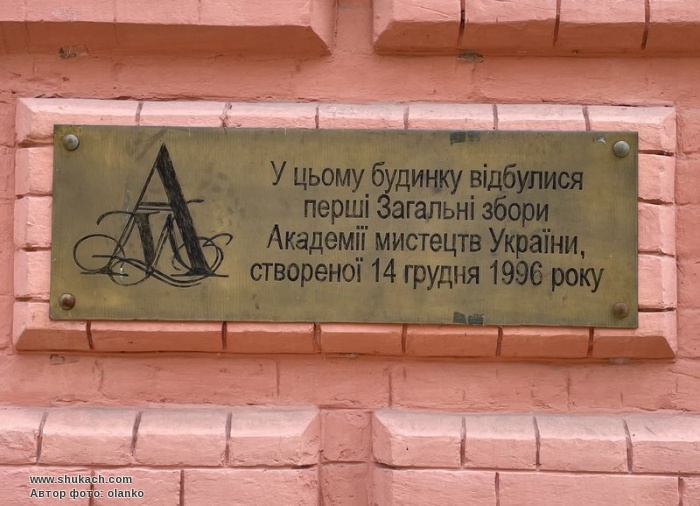 У цьому будинку відбулися
перші Загальні збори
Академії мистецтв України,
створеної 14 грудня 1996 року
www.shukach.com
Автор фото: olanko